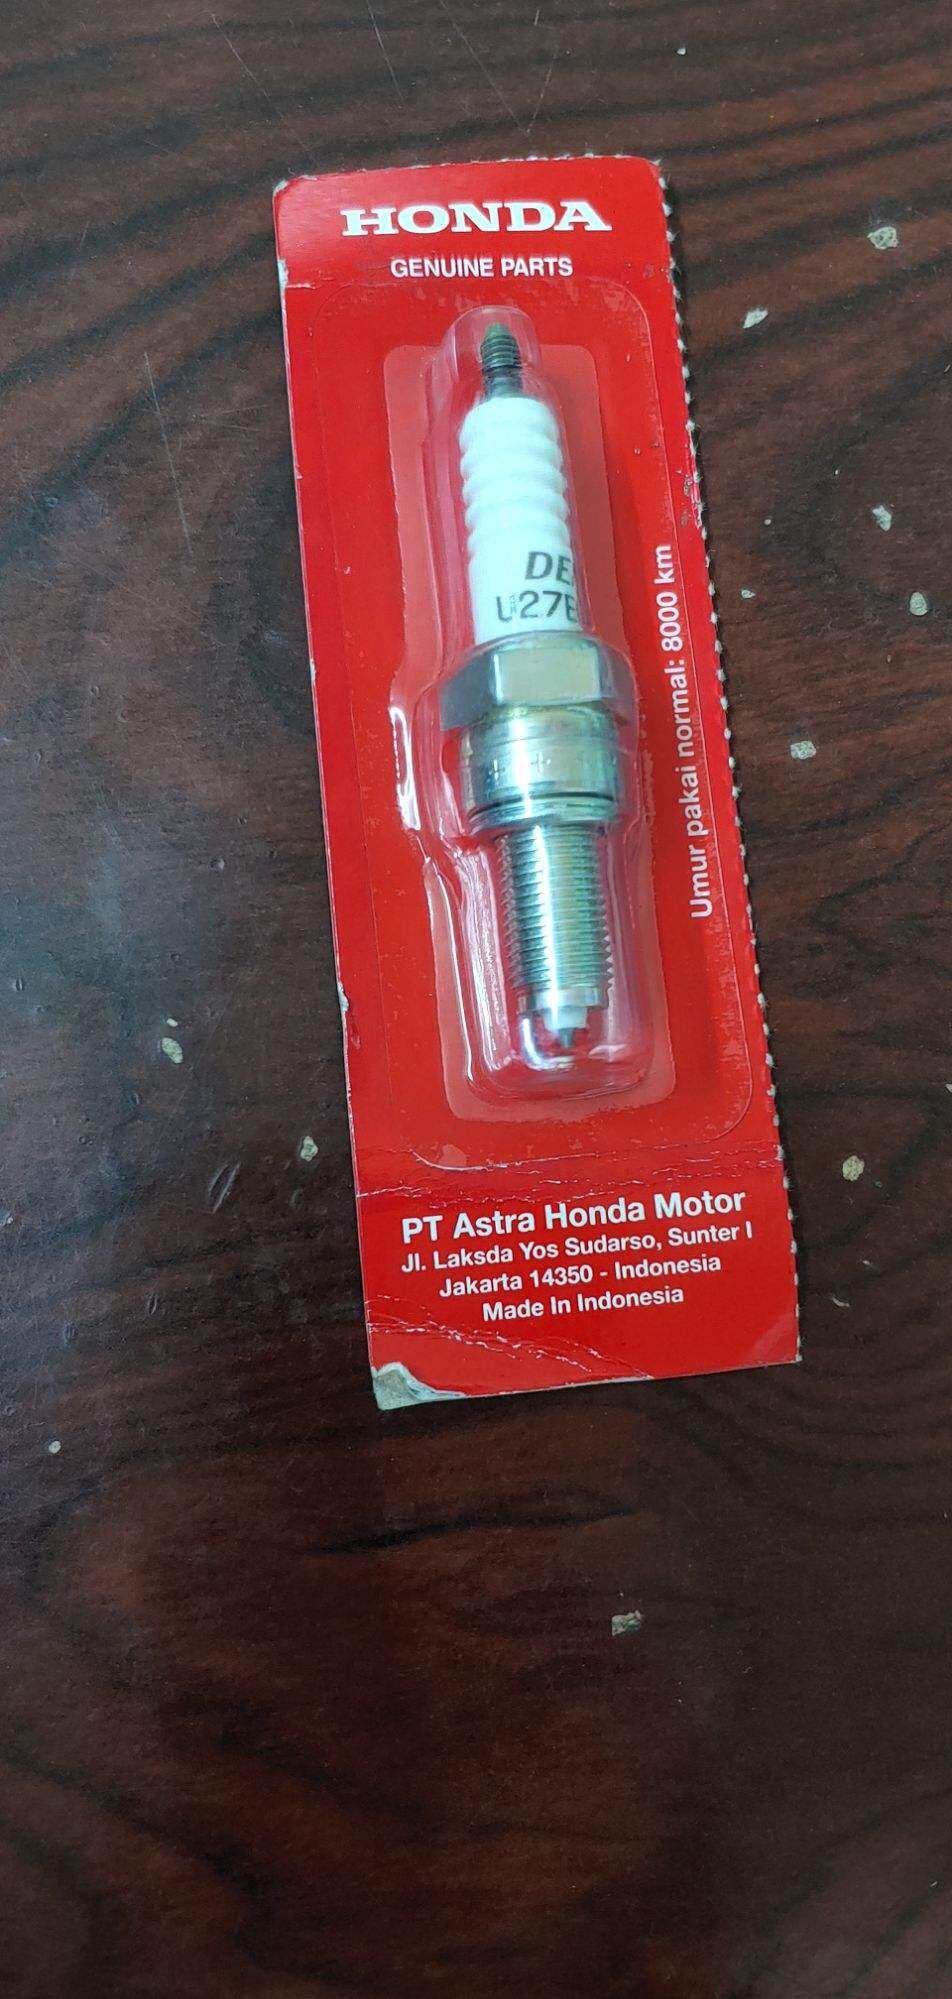 HONDA
GENUINE PARTS
DE
U27E
Umur pakai normal: 8000 km
PT Astra Honda Motor
Jl. Laksda Yos Sudarso, Sunter I
Jakarta 14350 - Indonesia
Made In Indonesia